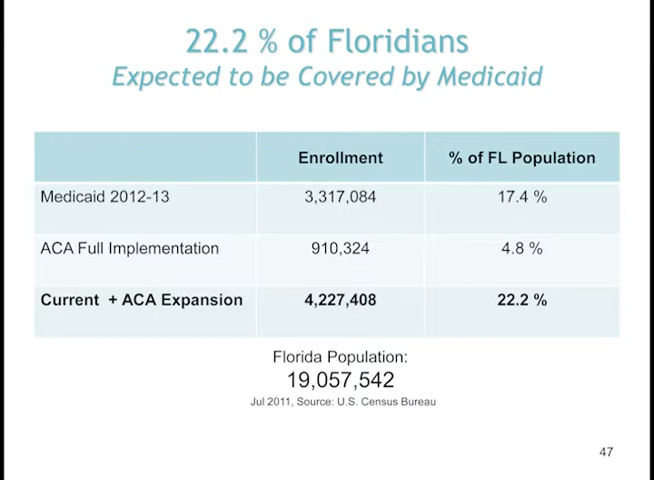 22.2 % of Floridians
Expected to be Covered by Medicaid
Enrollment % of FL Population
Medicaid 2012-13 3,317,084 17.4 %
ACA Full Implementation 910,324 4.8 %
Current + ACA Expansion 4,227,408 22.2 %
Florida Population:
19,057,542
Jul 2011, Source: U.S. Census Bureau
47